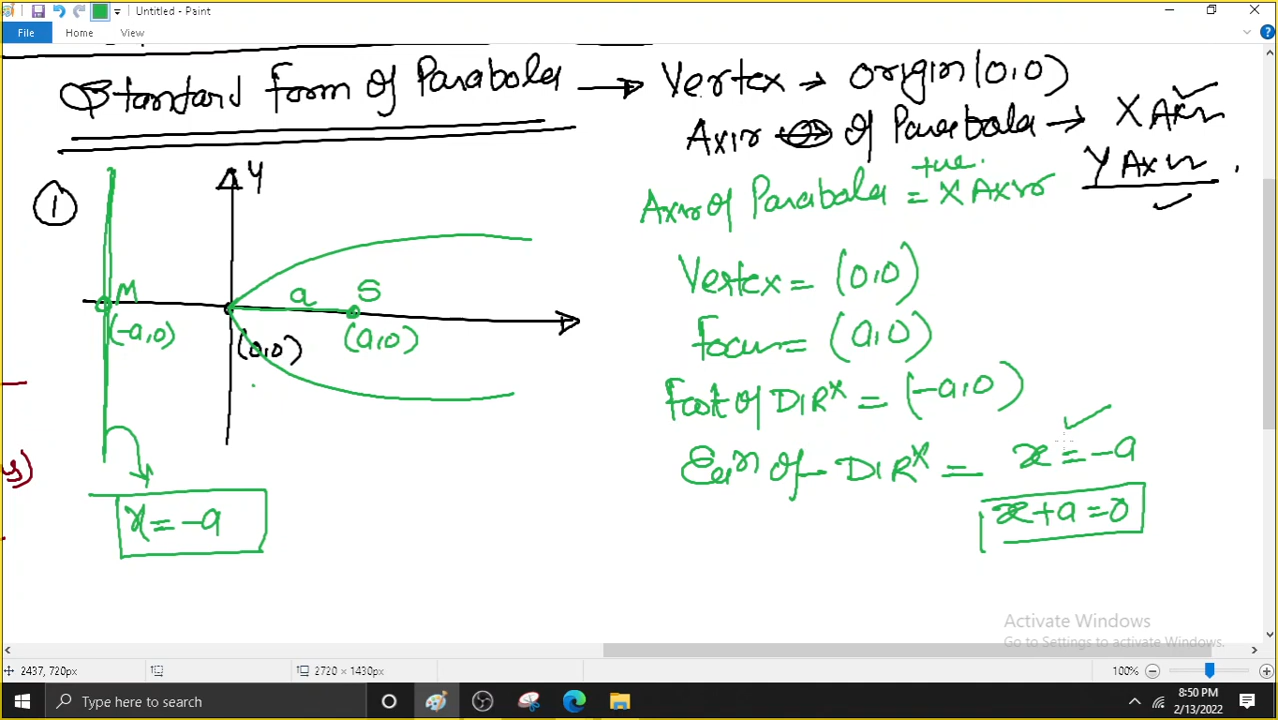 Untitled - Paint
File Home View
Standard Form of Parabola → Vertex → origin (0,0)
Axis of Parabola → X Axis
Y Axis
①
Y
+ve.
Axis of Parabola = X Axis
Vertex = (0,0)
M
a
S
(-a,0)
(0,0)
(a,0)
Focus = (a,0)
Foot of DIRˣ = (-a,0)
Eqn of DIRˣ = x = -a
x+a=0
x = -a
Activate Windows
Go to Settings to activate Windows.
2437, 720px
2720 × 1430px
100%
Type here to search
8:50 PM
2/13/2022